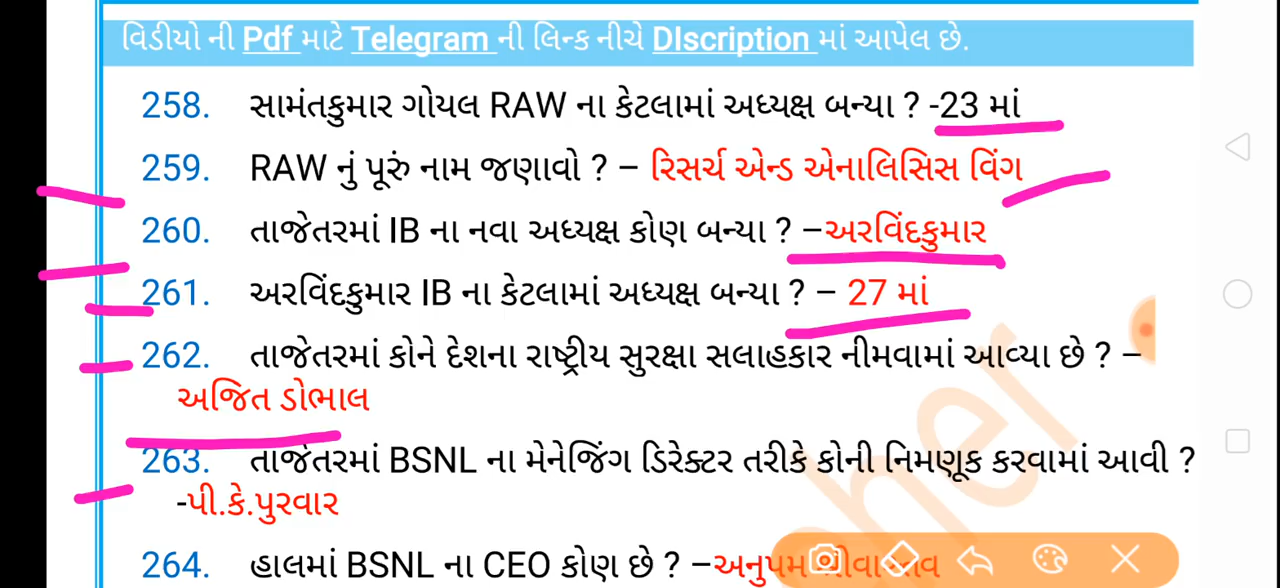 વિડીયો ની Pdf માટે Telegram ની લિન્ક નીચે DIscription માં આપેલ છે.
258. સામંતકુમાર ગોયલ RAW ના કેટલામાં અધ્યક્ષ બન્યા ? -23 માં
259. RAW નું પૂરું નામ જણાવો ? – રિસર્ચ એન્ડ એનાલિસિસ વિંગ
260. તાજેતરમાં IB ના નવા અધ્યક્ષ કોણ બન્યા ? –અરવિંદકુમાર
261. અરવિંદકુમાર IB ના કેટલામાં અધ્યક્ષ બન્યા ? – 27 માં
262. તાજેતરમાં કોને દેશના રાષ્ટ્રીય સુરક્ષા સલાહકાર નીમવામાં આવ્યા છે ? –
અજિત ડોભાલ
263. તાજેતરમાં BSNL ના મેનેજિંગ ડિરેક્ટર તરીકે કોની નિમણૂક કરવામાં આવી ?
-પી.કે.પુરવાર
264. હાલમાં BSNL ના CEO કોણ છે ? –અનુપમ
her